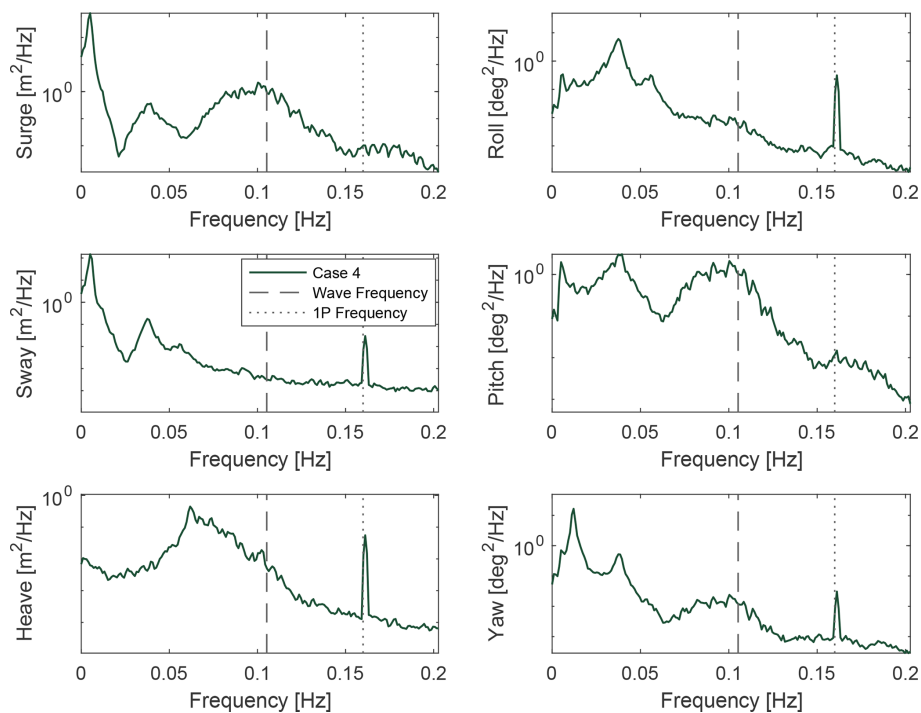 Surge [m²/Hz]
10⁰
0 0.05 0.1 0.15 0.2
Frequency [Hz]
Roll [deg²/Hz]
10⁰
0 0.05 0.1 0.15 0.2
Frequency [Hz]
Sway [m²/Hz]
10⁰
Case 4
Wave Frequency
1P Frequency
0 0.05 0.1 0.15 0.2
Frequency [Hz]
Pitch [deg²/Hz]
10⁰
0 0.05 0.1 0.15 0.2
Frequency [Hz]
Heave [m²/Hz]
10⁰
0 0.05 0.1 0.15 0.2
Frequency [Hz]
Yaw [deg²/Hz]
10⁰
0 0.05 0.1 0.15 0.2
Frequency [Hz]